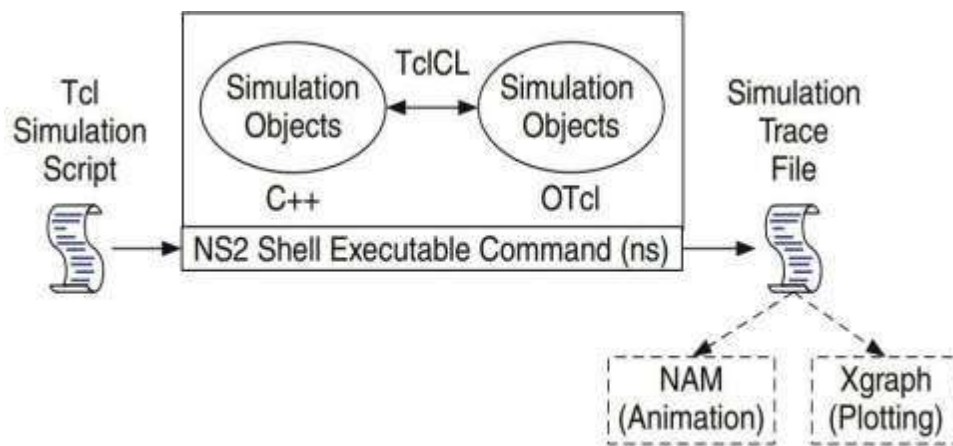 Tcl
Simulation
Script
TclCL
Simulation
Objects
Simulation
Objects
C++
OTcl
NS2 Shell Executable Command (ns)
Simulation
Trace
File
NAM
(Animation)
Xgraph
(Plotting)